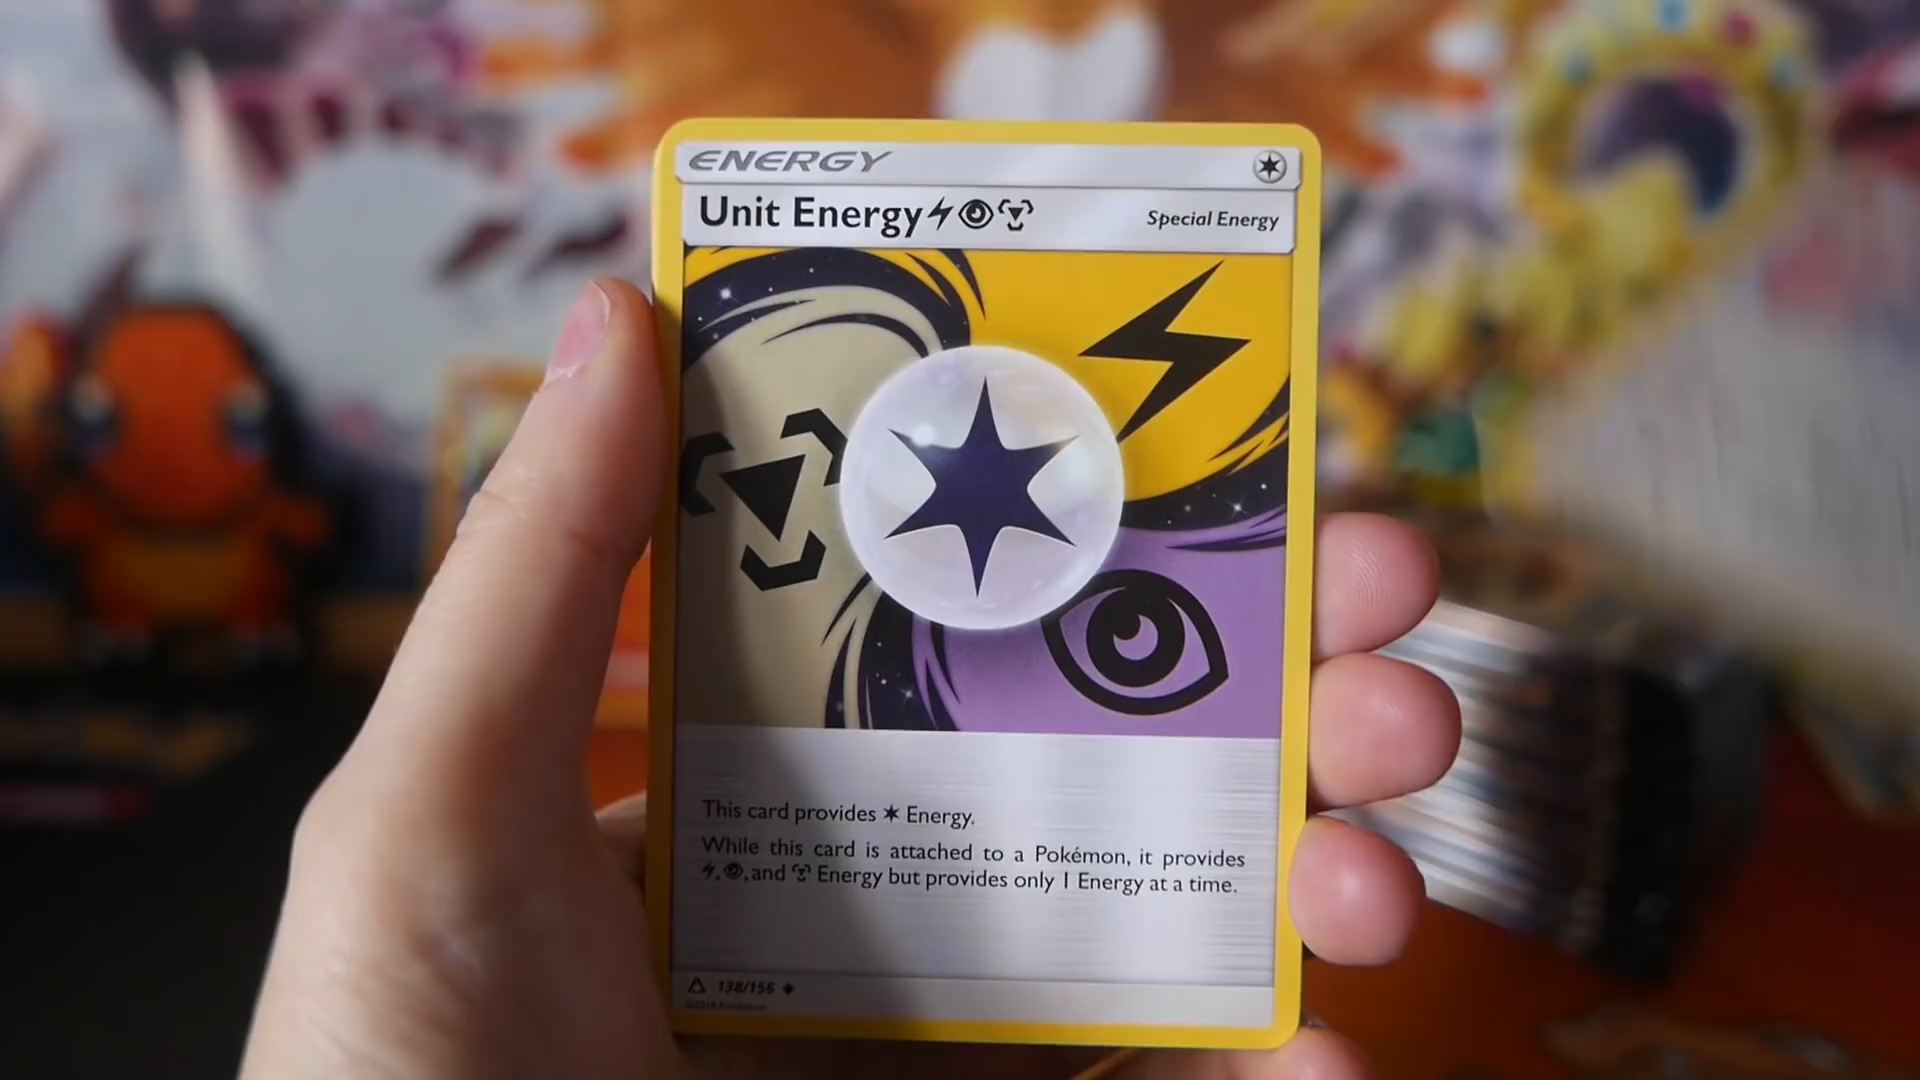 ENERGY
Unit Energy
Special Energy
This card provides Energy.
While this card is attached to a Pokémon, it provides
, , and Energy but provides only 1 Energy at a time.
138/156